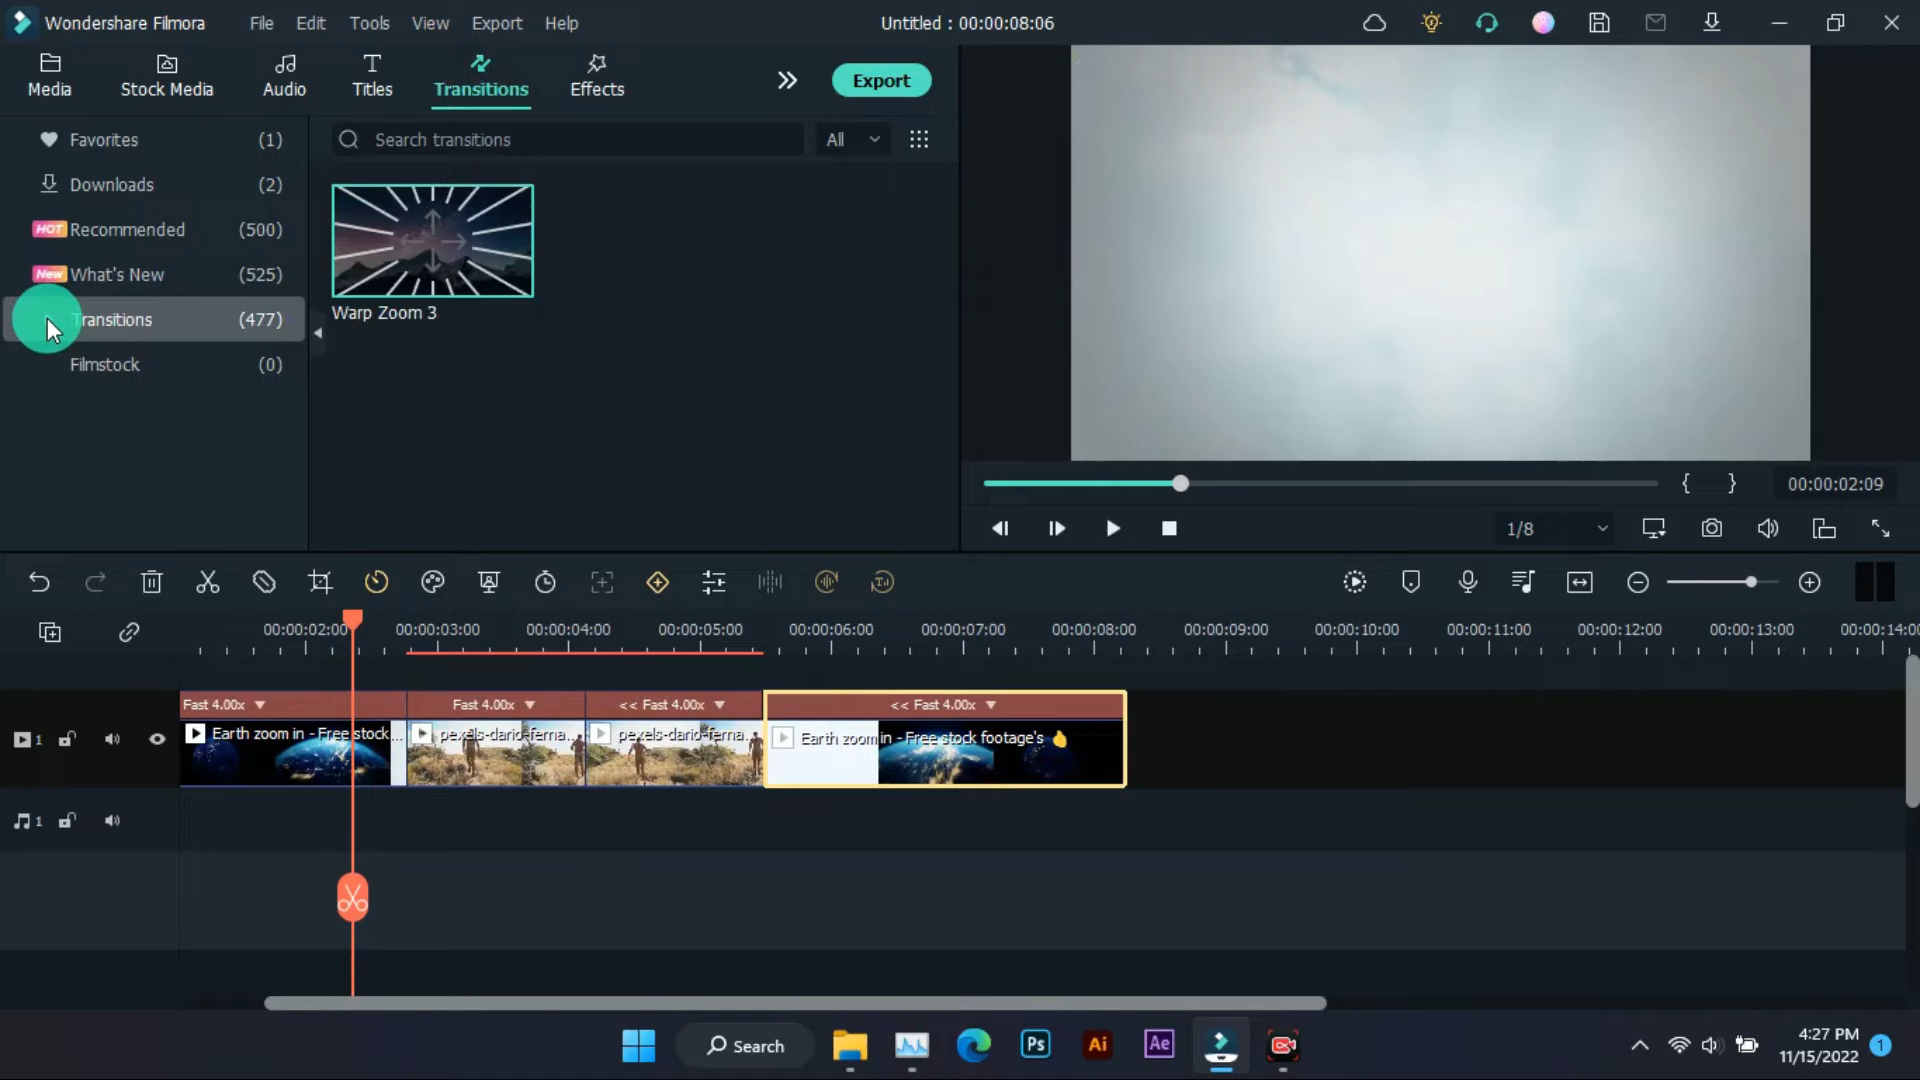 Wondershare Filmora File Edit Tools View Export Help Untitled : 00:00:08:06
Media Stock Media Audio Titles Transitions Effects Export
Favorites (1)
Downloads (2)
HOT Recommended (500)
New What's New (525)
Transitions (477)
Filmstock (0)
Search transitions All
Warp Zoom 3
{ } 00:00:02:09
1/8
00:00:02:00 00:00:03:00 00:00:04:00 00:00:05:00 00:00:06:00 00:00:07:00 00:00:08:00 00:00:09:00 00:00:10:00 00:00:11:00 00:00:12:00 00:00:13:00 00:00:14:00
Fast 4.00x Fast 4.00x << Fast 4.00x << Fast 4.00x
1 Earth zoom in - Free stock... pexels-dario-ferna... pexels-dario-ferna... Earth zoom in - Free stock footage's 👍
1
Search Ps Ai Ae
4:27 PM
11/15/2022 1